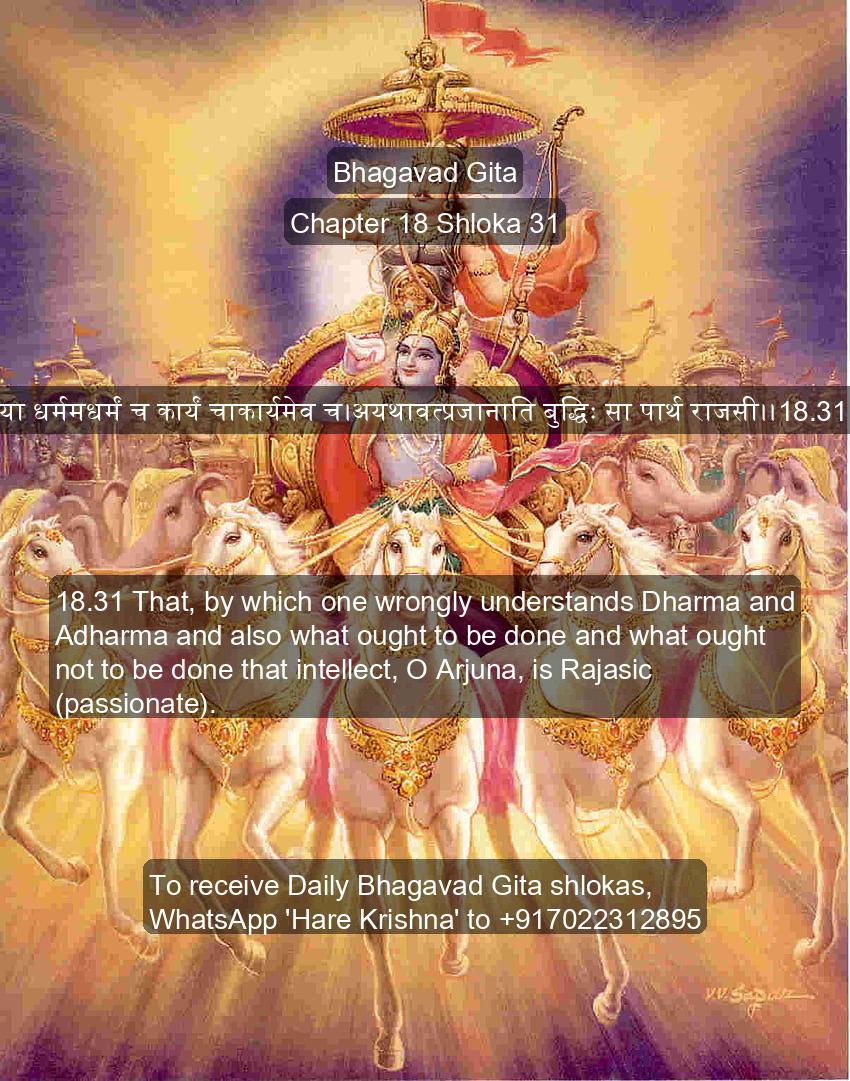 Bhagavad Gita
Chapter 18 Shloka 31
या धर्ममधर्मं च कार्यं चाकार्यमेव च।अयथावत्प्रजानाति बुद्धिः सा पार्थ राजसी।।18.31
18.31 That, by which one wrongly understands Dharma and
Adharma and also what ought to be done and what ought
not to be done that intellect, O Arjuna, is Rajasic
(passionate).
To receive Daily Bhagavad Gita shlokas,
WhatsApp 'Hare Krishna' to +917022312895
V.V. Sapar